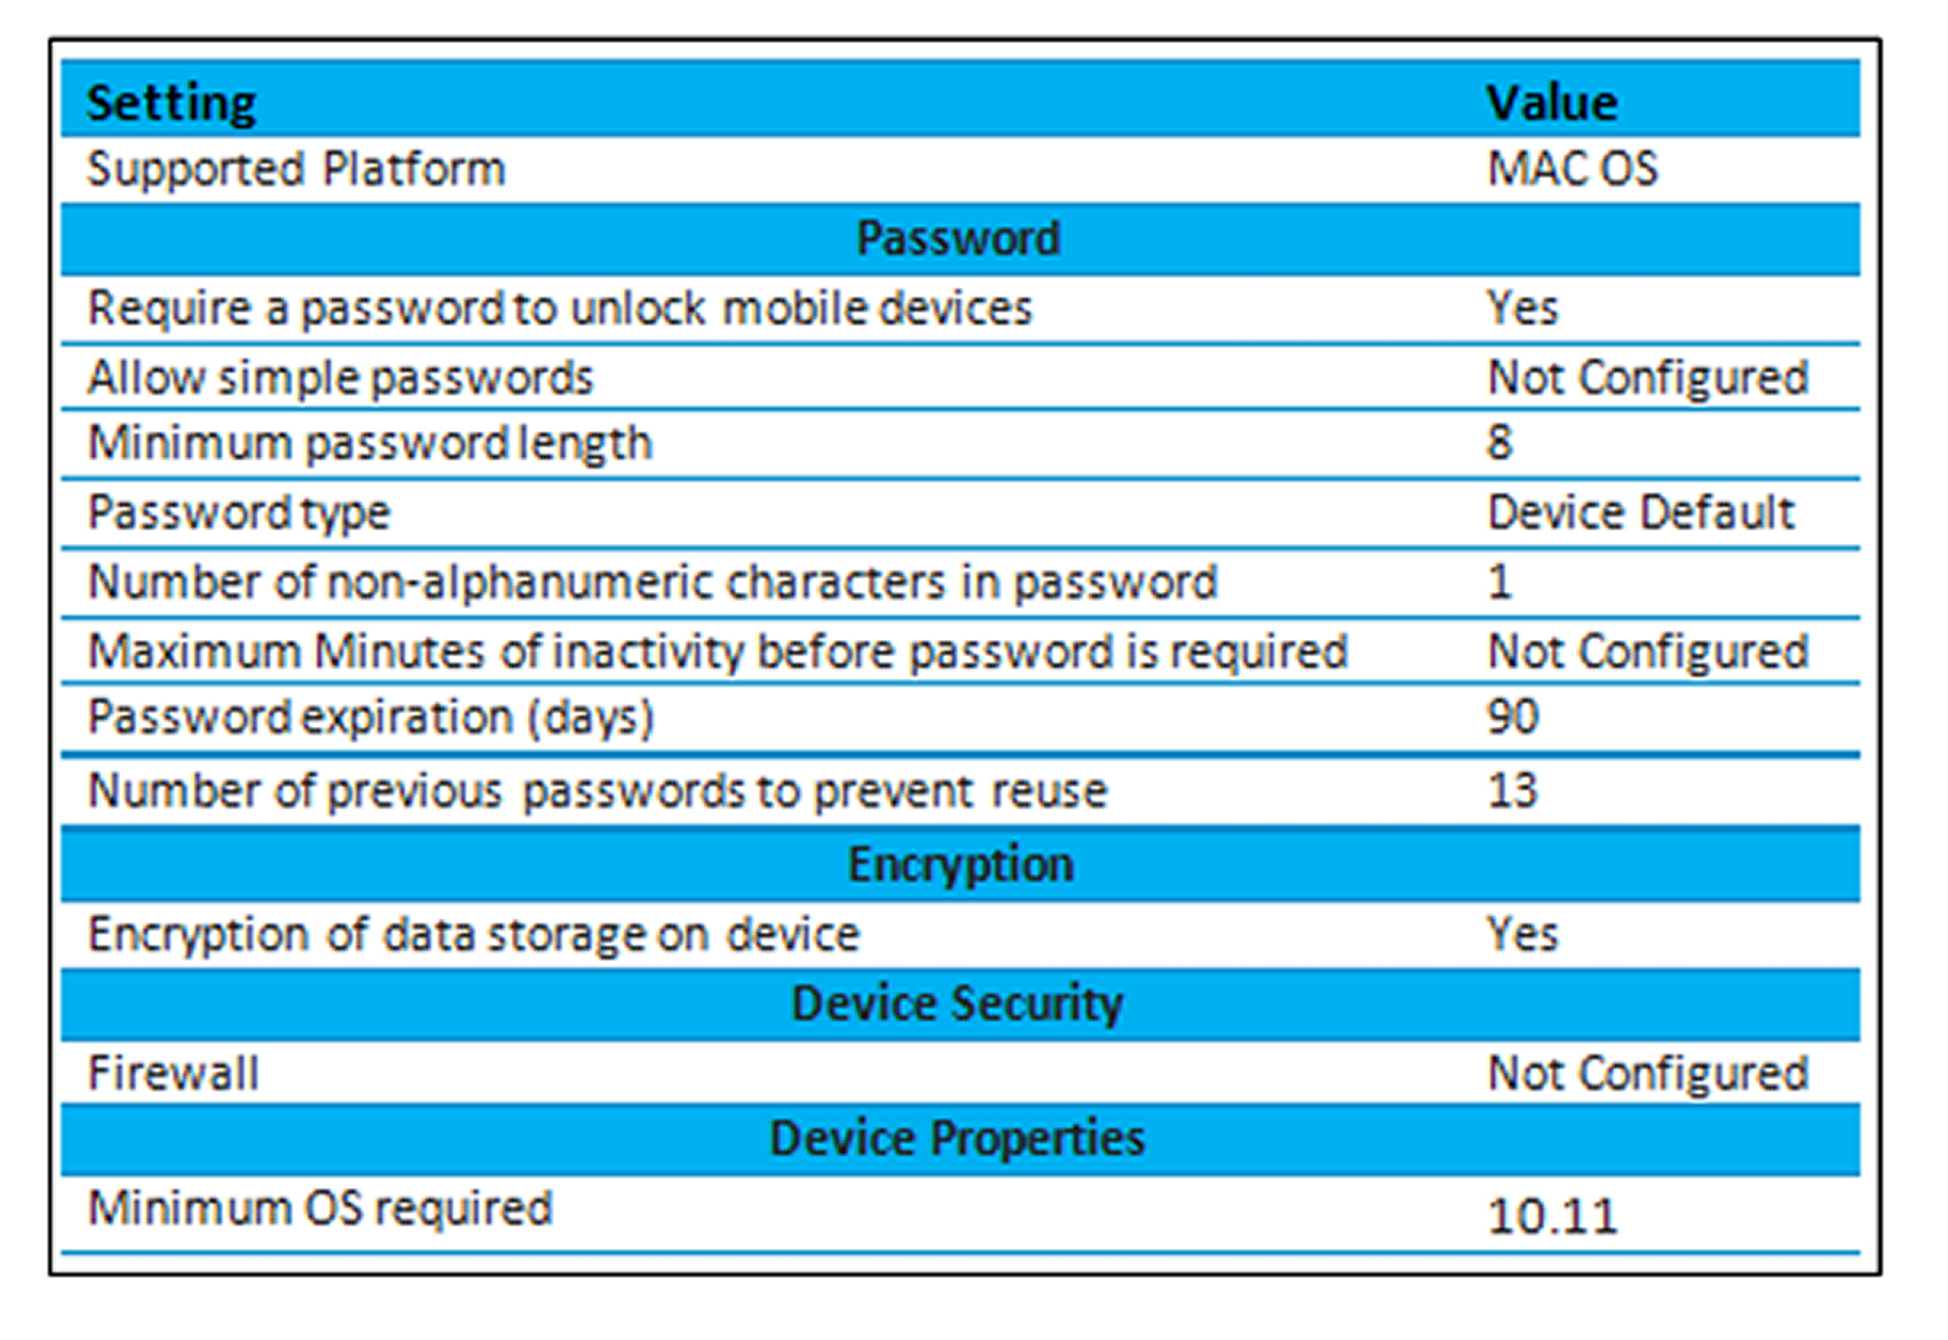 Setting Value
Supported Platform MAC OS
Password
Require a password to unlock mobile devices Yes
Allow simple passwords Not Configured
Minimum password length 8
Password type Device Default
Number of non-alphanumeric characters in password 1
Maximum Minutes of inactivity before password is required Not Configured
Password expiration (days) 90
Number of previous passwords to prevent reuse 13
Encryption
Encryption of data storage on device Yes
Device Security
Firewall Not Configured
Device Properties
Minimum OS required 10.11